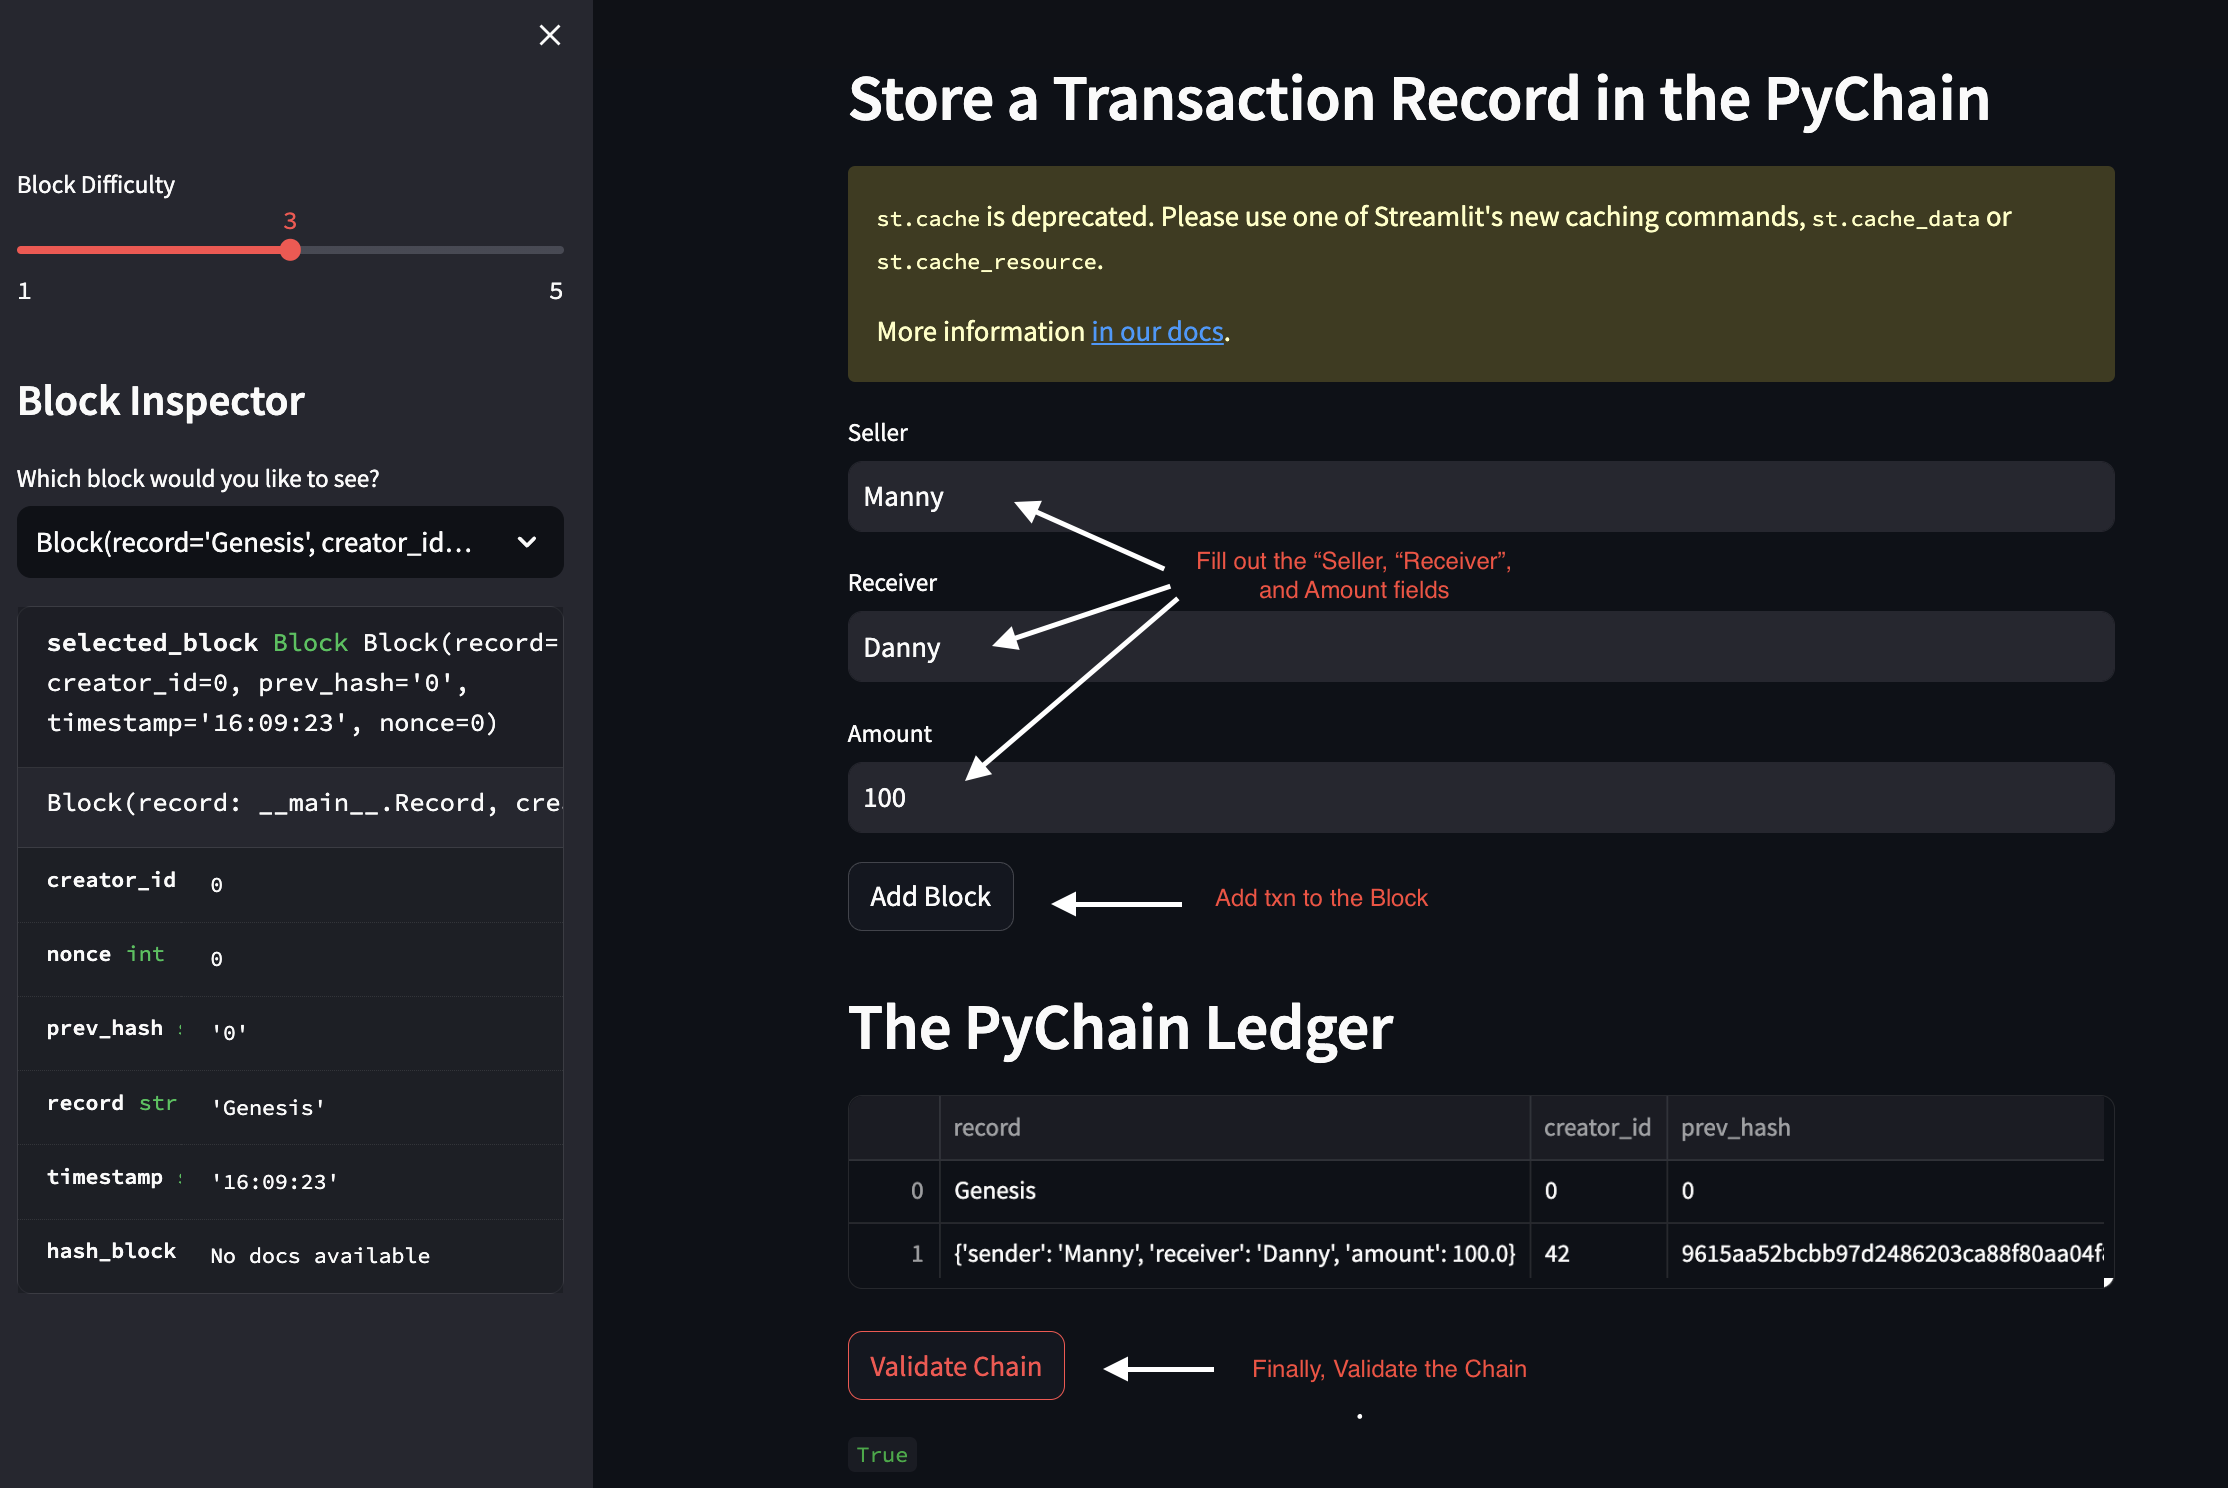 Block Difficulty
3
1
5
Block Inspector
Which block would you like to see?
Block(record='Genesis', creator_id...
selected_block Block Block(record=
creator_id=0, prev_hash='0',
timestamp='16:09:23', nonce=0)
Block(record: __main__.Record, cre
creator_id 0
nonce int 0
prev_hash '0'
record str 'Genesis'
timestamp '16:09:23'
hash_block No docs available
Store a Transaction Record in the PyChain
st.cache is deprecated. Please use one of Streamlit's new caching commands, st.cache_data or
st.cache_resource.
More information in our docs.
Seller
Manny
Fill out the “Seller, “Receiver”,
and Amount fields
Receiver
Danny
Amount
100
Add Block
Add txn to the Block
The PyChain Ledger
record creator_id prev_hash
0 Genesis 0 0
1 {'sender': 'Manny', 'receiver': 'Danny', 'amount': 100.0} 42 9615aa52bcbb97d2486203ca88f80aa04f
Validate Chain
Finally, Validate the Chain
.
True